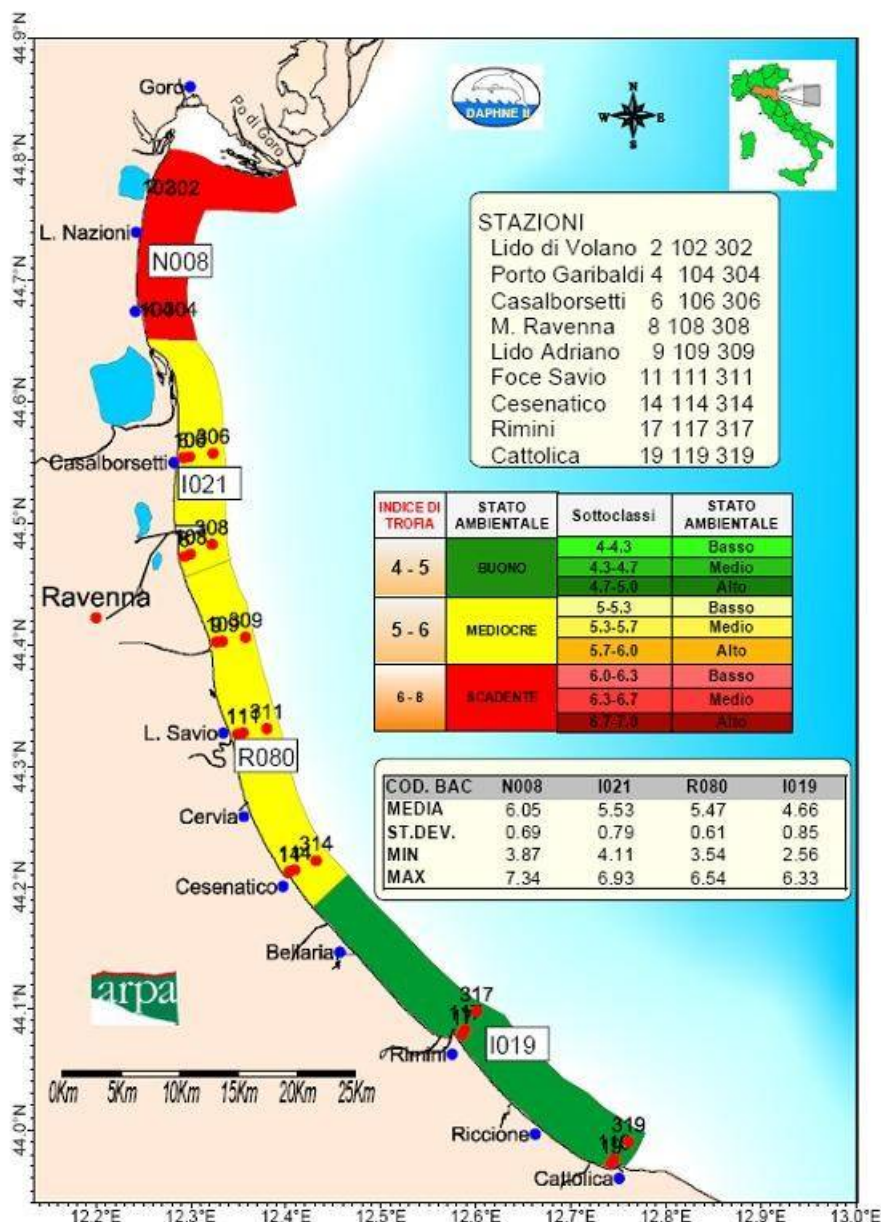 44.9°N
44.8°N
44.7°N
44.6°N
44.5°N
44.4°N
44.3°N
44.2°N
44.1°N
44.0°N
Goro
Po di Goro
DAPHNE II
N
W E
S
302
L. Nazioni
N008
304
306
Casalborsetti
I021
308
Ravenna
309
111 311
L. Savio
R080
Cervia
314
Cesenatico
Bellaria
317
Rimini
I019
Riccione
319
Cattolica
STAZIONI
Lido di Volano 2 102 302
Porto Garibaldi 4 104 304
Casalborsetti 6 106 306
M. Ravenna 8 108 308
Lido Adriano 9 109 309
Foce Savio 11 111 311
Cesenatico 14 114 314
Rimini 17 117 317
Cattolica 19 119 319
INDICE DI TROFIA STATO AMBIENTALE Sottoclassi STATO AMBIENTALE
4 - 5 BUONO 4-4.3 Basso
4.3-4.7 Medio
4.7-5.0 Alto
5 - 6 MEDIOCRE 5-5.3 Basso
5.3-5.7 Medio
5.7-6.0 Alto
6 - 8 SCADENTE 6.0-6.3 Basso
6.3-6.7 Medio
6.7-7.0 Alto
COD. BAC N008 I021 R080 I019
MEDIA 6.05 5.53 5.47 4.66
ST.DEV. 0.69 0.79 0.61 0.85
MIN 3.87 4.11 3.54 2.56
MAX 7.34 6.93 6.54 6.33
arpa
0Km 5Km 10Km 15Km 20Km 25Km
12.2°E 12.3°E 12.4°E 12.5°E 12.6°E 12.7°E 12.8°E 12.9°E 13.0°E